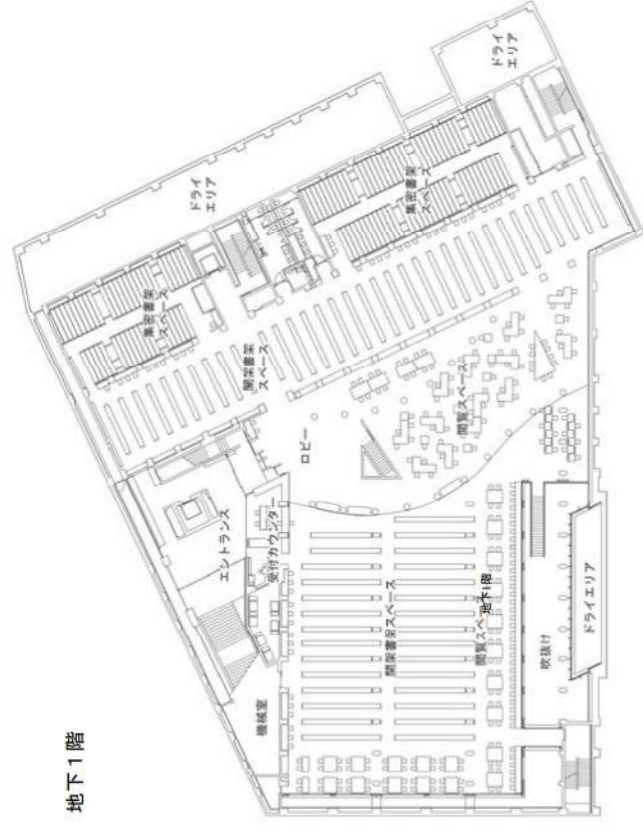 地下1階
ドライ
エリア
ドライ
エリア
集密書架
スペース
集密書架
スペース
開架書架
スペース
ロビー
閲覧スペース
エントランス
受付カウンター
機械室
開架書架スペース
閲覧スペース
地下1階
吹抜け
ドライエリア